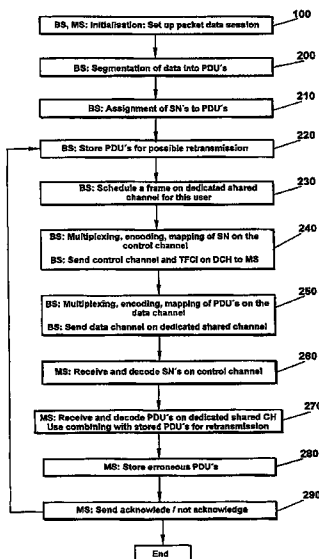 100
BS, MS: Initialisation: Set up packet data session
200
BS: Segmentation of data into PDU's
210
BS: Assignment of SN's to PDU's
220
BS: Store PDU's for possible retransmission
230
BS: Schedule a frame on dedicated shared
channel for this user
240
BS: Multiplexing, encoding, mapping of SN on the
control channel
BS: Send control channel and TFCI on DCH to MS
250
BS: Multiplexing, encoding, mapping of PDU's on the
data channel
BS: Send data channel on dedicated shared channel
260
MS: Receive and decode SN's on control channel
270
MS: Receive and decode PDU's on dedicated shared CH
Use combining with stored PDU's for retransmission
280
MS: Store erroneous PDU's
290
MS: Send acknowlede / not acknowledge
End